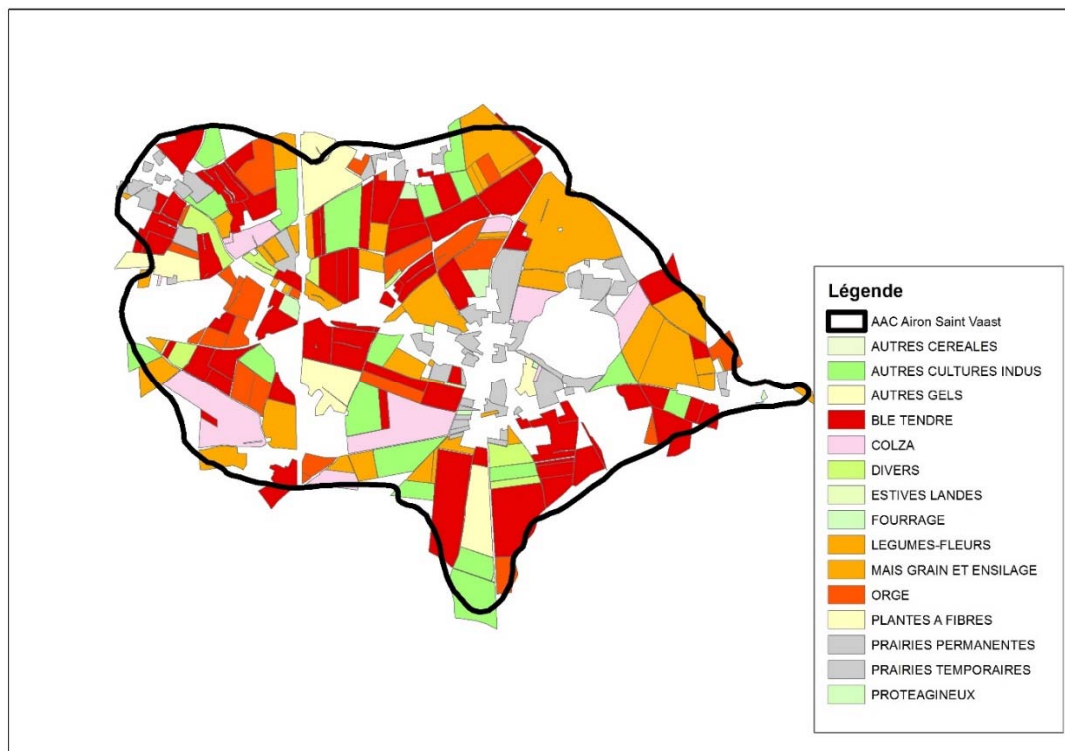 Légende
AAC Airon Saint Vaast
AUTRES CEREALES
AUTRES CULTURES INDUS
AUTRES GELS
BLE TENDRE
COLZA
DIVERS
ESTIVES LANDES
FOURRAGE
LEGUMES-FLEURS
MAIS GRAIN ET ENSILAGE
ORGE
PLANTES A FIBRES
PRAIRIES PERMANENTES
PRAIRIES TEMPORAIRES
PROTEAGINEUX